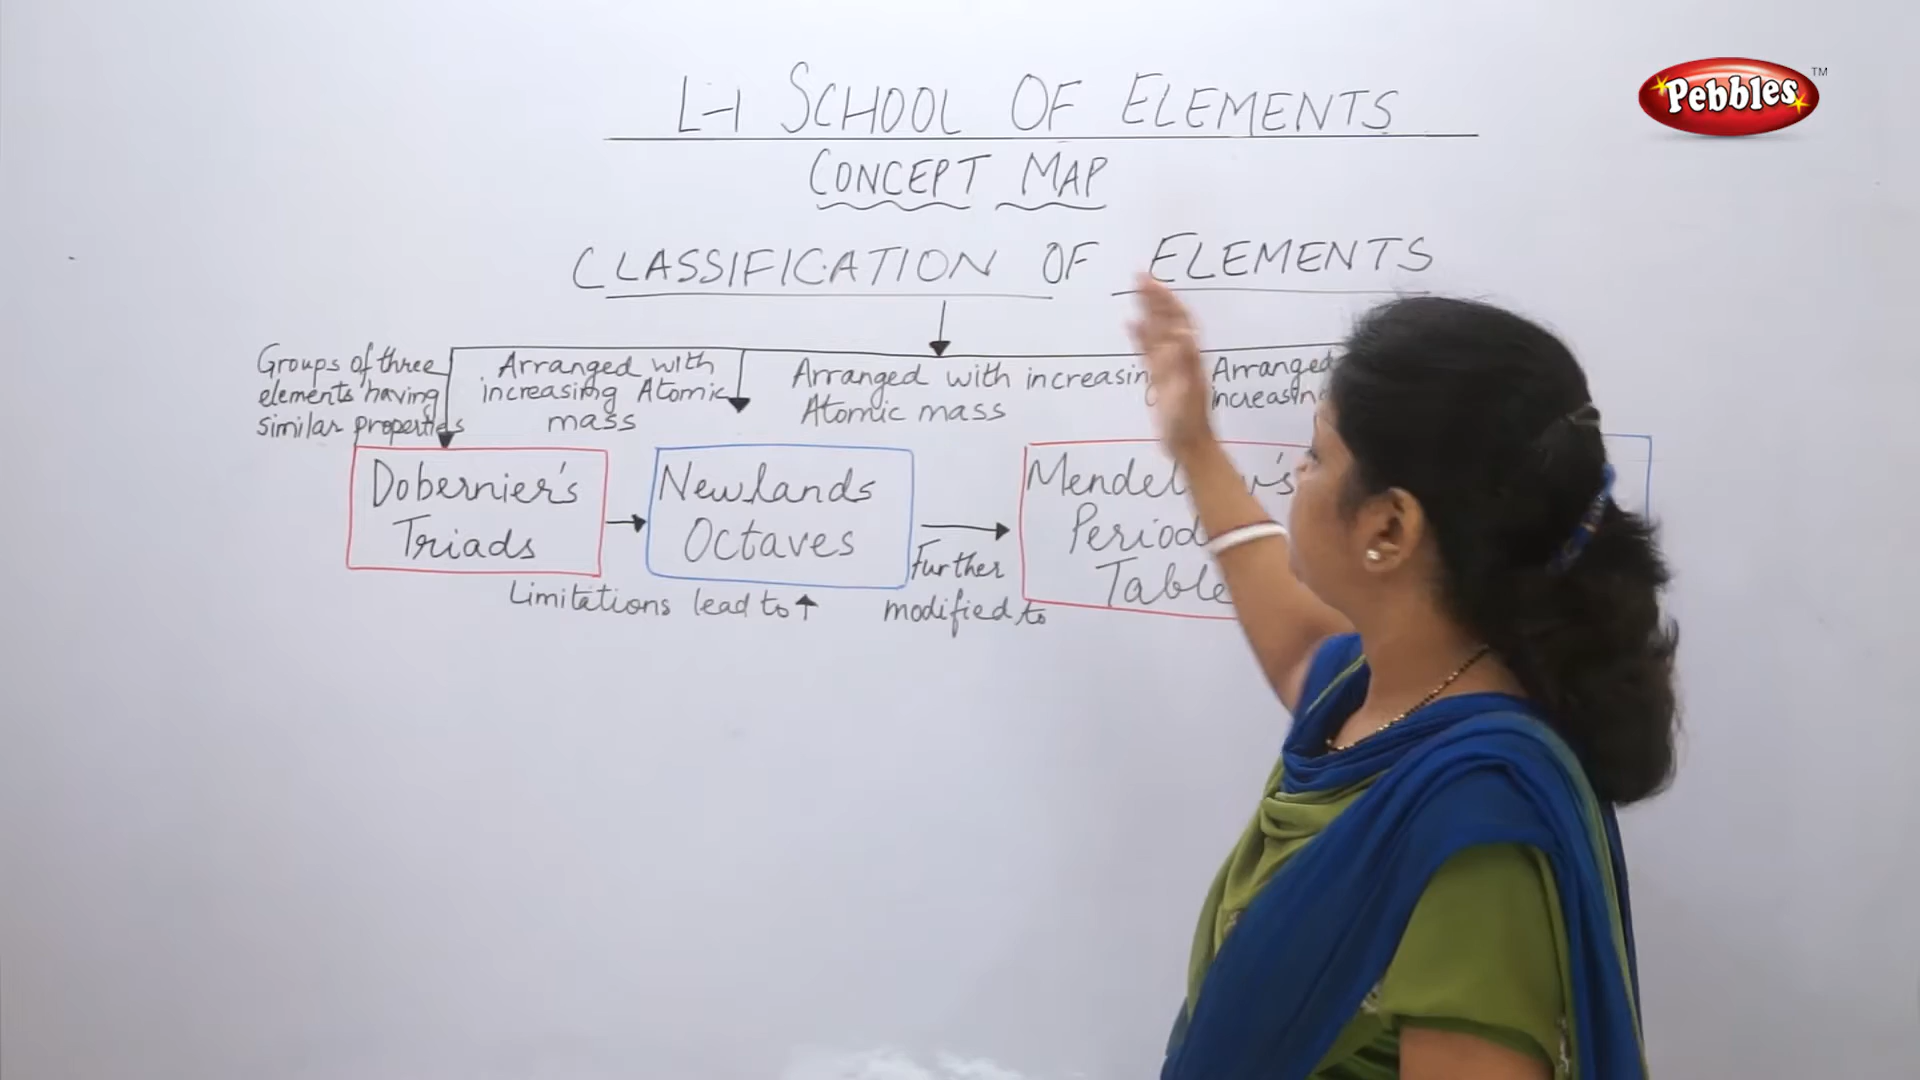 L-1 SCHOOL OF ELEMENTS
CONCEPT MAP
CLASSIFICATION OF ELEMENTS
Groups of three
elements having
similar properties
Arranged with
increasing Atomic
mass
Arranged with increasing
Atomic mass
Arranged
increasing
Dobernier's
Triads
Newlands
Octaves
Mendel v's
Period
Table
Limitations lead to
Further
modified to
Pebbles TM